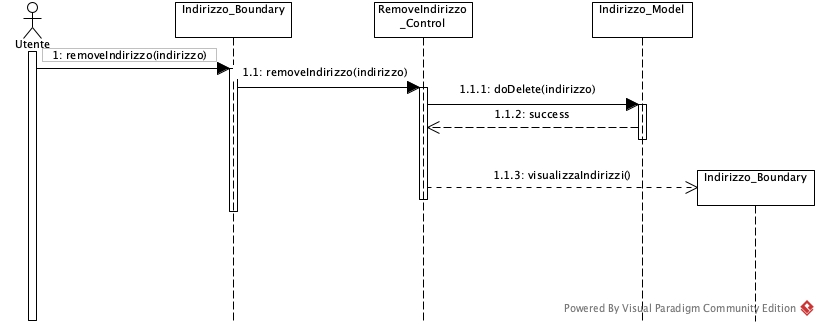 Utente
Indirizzo_Boundary
RemoveIndirizzo
_Control
Indirizzo_Model
1: removeIndirizzo(indirizzo)
1.1: removeIndirizzo(indirizzo)
1.1.1: doDelete(indirizzo)
1.1.2: success
1.1.3: visualizzaIndirizzi()
Indirizzo_Boundary
Powered By Visual Paradigm Community Edition